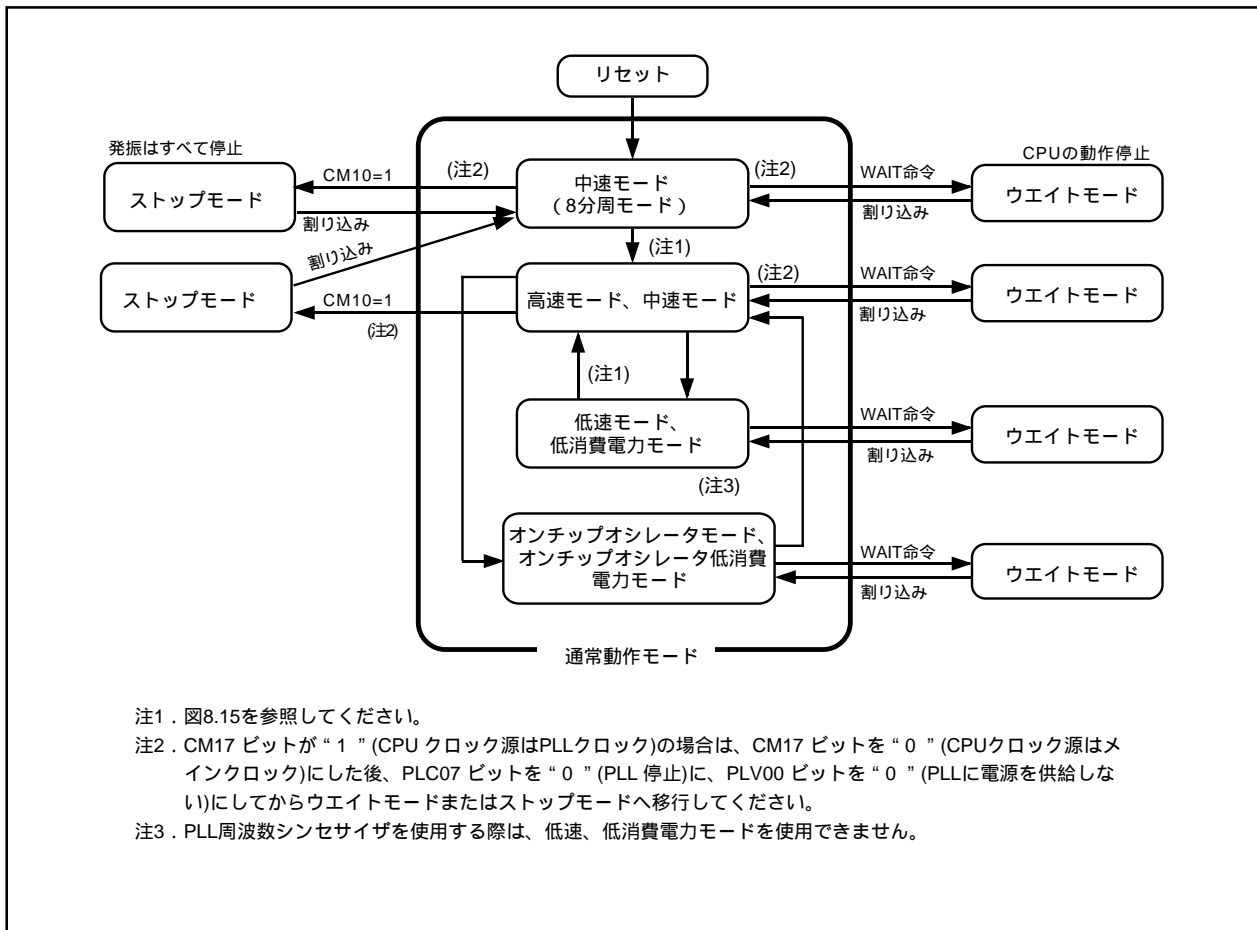 リセット
発振はすべて停止
CPUの動作停止
CM10=1
(注2)
中速モード
(8分周モード)
(注2)
WAIT命令
ストップモード
ウエイトモード
割り込み
割り込み
割り込み
(注1)
ストップモード
CM10=1
(注2)
高速モード、中速モード
(注2)
WAIT命令
ウエイトモード
割り込み
(注1)
低速モード、
低消費電力モード
WAIT命令
ウエイトモード
割り込み
(注3)
オンチップオシレータモード、
オンチップオシレータ低消費
電力モード
WAIT命令
ウエイトモード
割り込み
通常動作モード
注1．図8.15を参照してください。
注2．CM17 ビットが“ 1 ” (CPU クロック源はPLLクロック)の場合は、CM17 ビットを“ 0 ” (CPUクロック源はメ
インクロック)にした後、PLC07 ビットを“ 0 ” (PLL 停止)に、PLV00 ビットを“ 0 ” (PLLに電源を供給しな
い)にしてからウエイトモードまたはストップモードへ移行してください。
注3．PLL周波数シンセサイザを使用する際は、低速、低消費電力モードを使用できません。